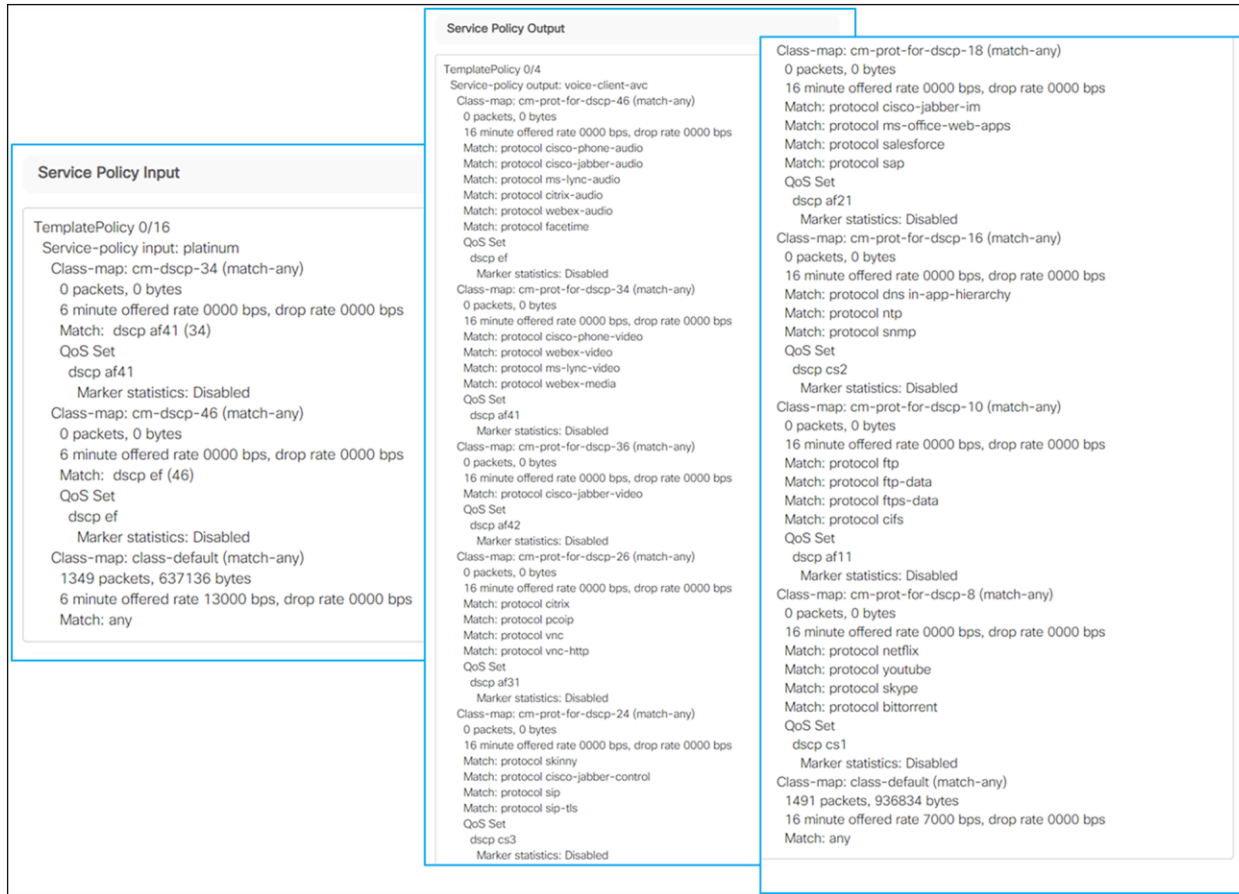 Service Policy Input
TemplatePolicy 0/16
Service-policy input: platinum
Class-map: cm-dscp-34 (match-any)
0 packets, 0 bytes
6 minute offered rate 0000 bps, drop rate 0000 bps
Match: dscp af41 (34)
QoS Set
dscp af41
Marker statistics: Disabled
Class-map: cm-dscp-46 (match-any)
0 packets, 0 bytes
6 minute offered rate 0000 bps, drop rate 0000 bps
Match: dscp ef (46)
QoS Set
dscp ef
Marker statistics: Disabled
Class-map: class-default (match-any)
1349 packets, 637136 bytes
6 minute offered rate 13000 bps, drop rate 0000 bps
Match: any
Service Policy Output
TemplatePolicy 0/4
Service-policy output: voice-client-avc
Class-map: cm-prot-for-dscp-46 (match-any)
0 packets, 0 bytes
16 minute offered rate 0000 bps, drop rate 0000 bps
Match: protocol cisco-phone-audio
Match: protocol cisco-jabber-audio
Match: protocol ms-lync-audio
Match: protocol citrix-audio
Match: protocol webex-audio
Match: protocol facetime
QoS Set
dscp ef
Marker statistics: Disabled
Class-map: cm-prot-for-dscp-34 (match-any)
0 packets, 0 bytes
16 minute offered rate 0000 bps, drop rate 0000 bps
Match: protocol cisco-phone-video
Match: protocol webex-video
Match: protocol ms-lync-video
Match: protocol webex-media
QoS Set
dscp af41
Marker statistics: Disabled
Class-map: cm-prot-for-dscp-36 (match-any)
0 packets, 0 bytes
16 minute offered rate 0000 bps, drop rate 0000 bps
Match: protocol cisco-jabber-video
QoS Set
dscp af42
Marker statistics: Disabled
Class-map: cm-prot-for-dscp-26 (match-any)
0 packets, 0 bytes
16 minute offered rate 0000 bps, drop rate 0000 bps
Match: protocol citrix
Match: protocol pcoip
Match: protocol vnc
Match: protocol vnc-http
QoS Set
dscp af31
Marker statistics: Disabled
Class-map: cm-prot-for-dscp-24 (match-any)
0 packets, 0 bytes
16 minute offered rate 0000 bps, drop rate 0000 bps
Match: protocol skinny
Match: protocol cisco-jabber-control
Match: protocol sip
Match: protocol sip-tls
QoS Set
dscp cs3
Marker statistics: Disabled
Class-map: cm-prot-for-dscp-18 (match-any)
0 packets, 0 bytes
16 minute offered rate 0000 bps, drop rate 0000 bps
Match: protocol cisco-jabber-im
Match: protocol ms-office-web-apps
Match: protocol salesforce
Match: protocol sap
QoS Set
dscp af21
Marker statistics: Disabled
Class-map: cm-prot-for-dscp-16 (match-any)
0 packets, 0 bytes
16 minute offered rate 0000 bps, drop rate 0000 bps
Match: protocol dns in-app-hierarchy
Match: protocol ntp
Match: protocol snmp
QoS Set
dscp cs2
Marker statistics: Disabled
Class-map: cm-prot-for-dscp-10 (match-any)
0 packets, 0 bytes
16 minute offered rate 0000 bps, drop rate 0000 bps
Match: protocol ftp
Match: protocol ftp-data
Match: protocol ftps-data
Match: protocol cifs
QoS Set
dscp af11
Marker statistics: Disabled
Class-map: cm-prot-for-dscp-8 (match-any)
0 packets, 0 bytes
16 minute offered rate 0000 bps, drop rate 0000 bps
Match: protocol netflix
Match: protocol youtube
Match: protocol skype
Match: protocol bittorrent
QoS Set
dscp cs1
Marker statistics: Disabled
Class-map: class-default (match-any)
1491 packets, 936834 bytes
16 minute offered rate 7000 bps, drop rate 0000 bps
Match: any